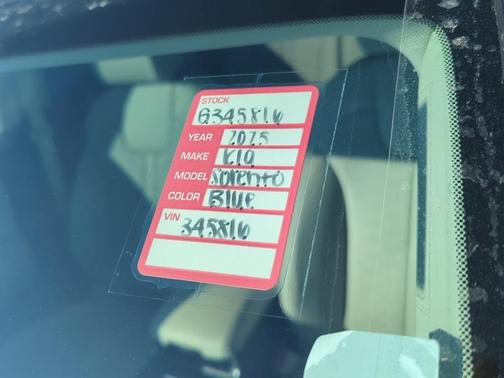 STOCK
G345816
YEAR 2025
MAKE Kia
MODEL Sorento
COLOR Blue
VIN
345816